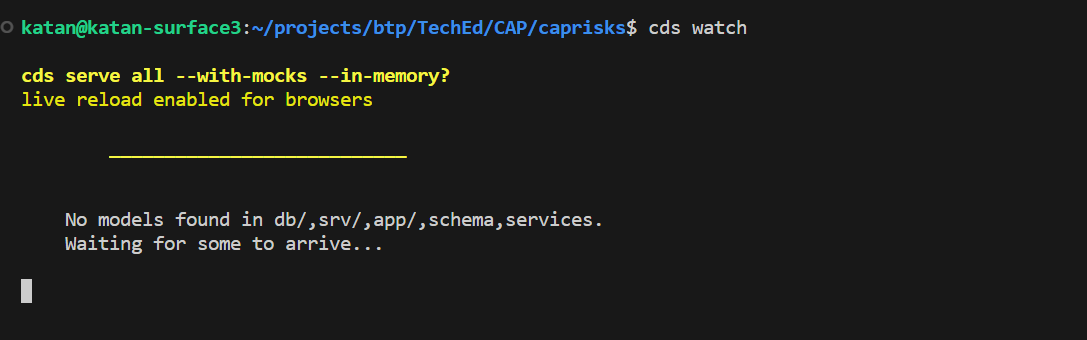 katan@katan-surface3:~/projects/btp/TechEd/CAP/caprisks$ cds watch
cds serve all --with-mocks --in-memory?
live reload enabled for browsers
___________________________
No models found in db/,srv/,app/,schema,services.
Waiting for some to arrive...